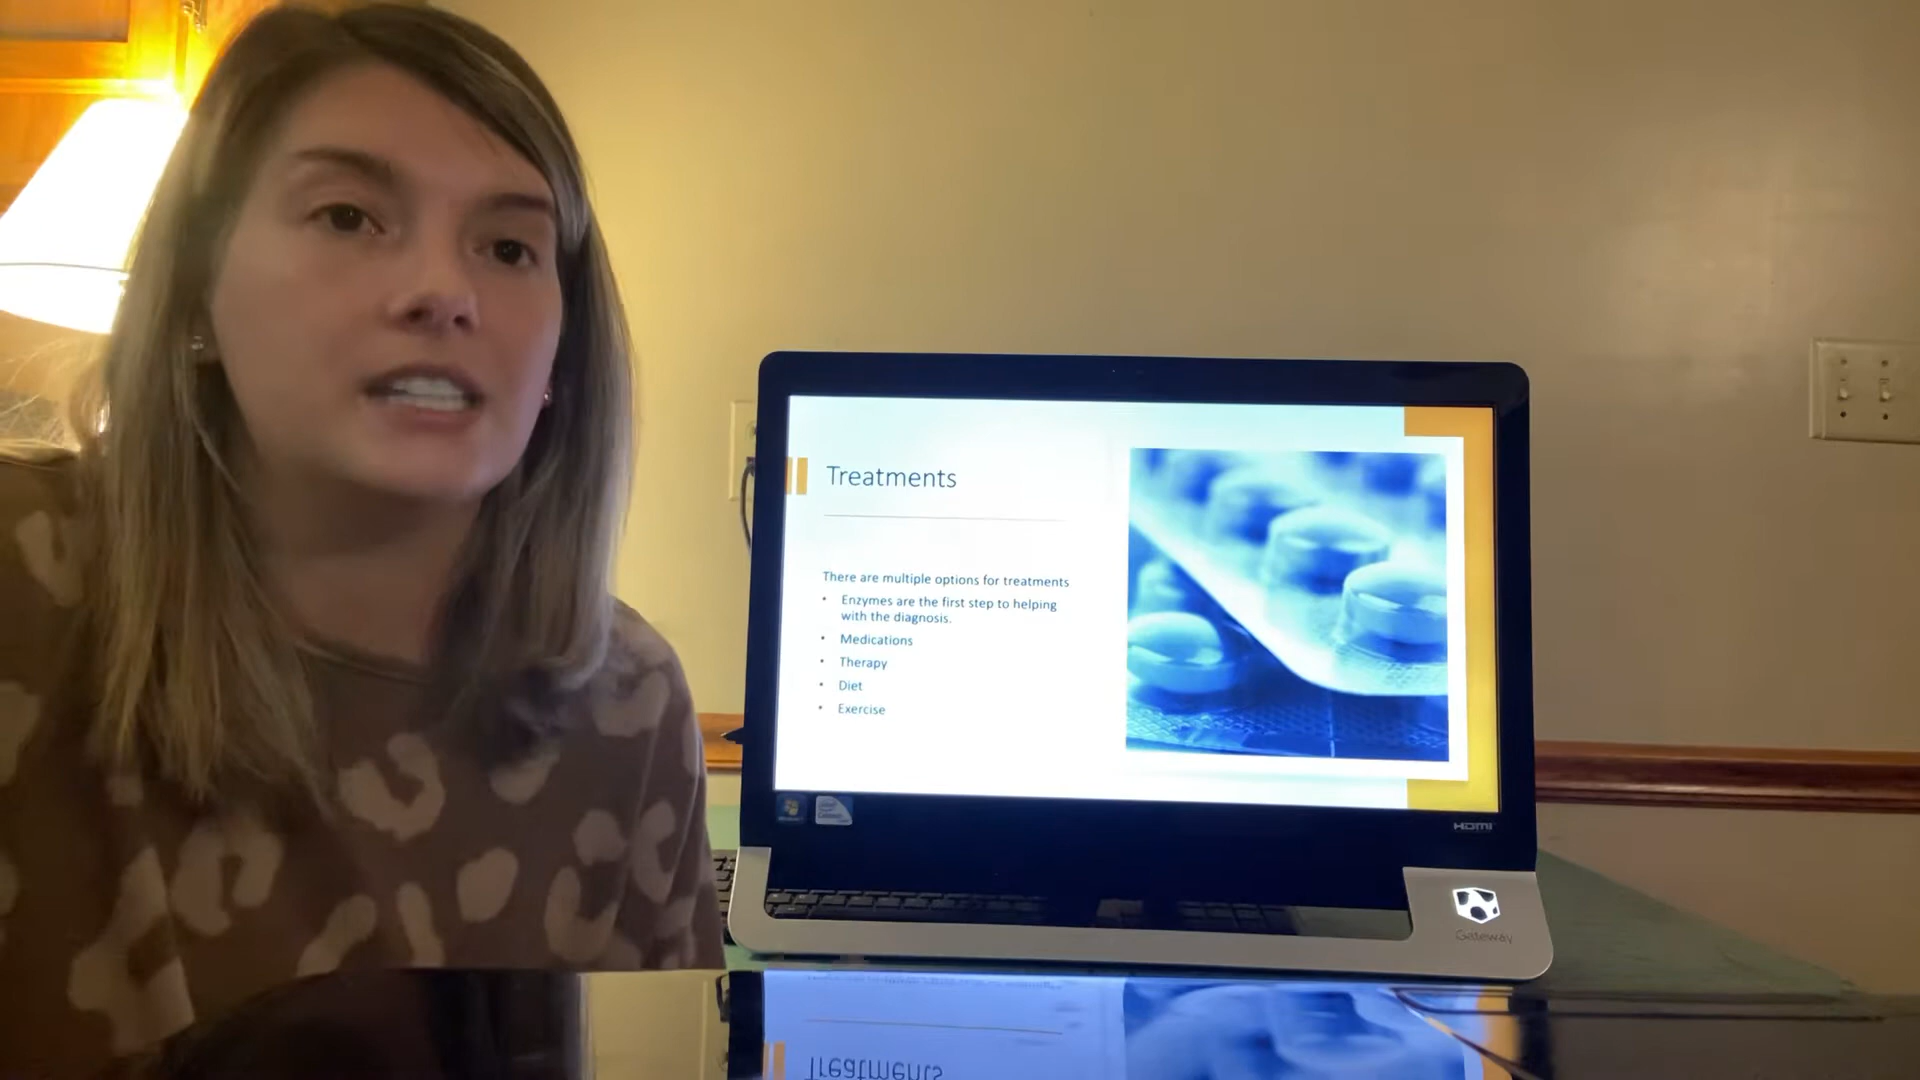 Treatments
There are multiple options for treatments
• Enzymes are the first step to helping
with the diagnosis.
• Medications
• Therapy
• Diet
• Exercise
HDMI
Gateway
Treatments